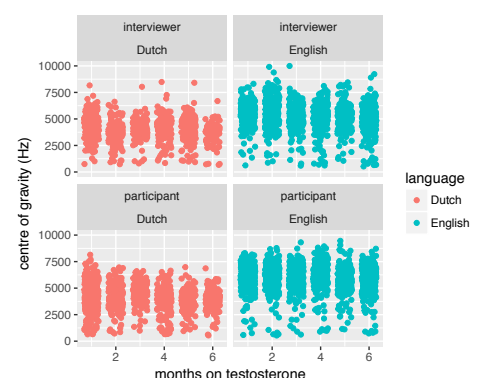 interviewer interviewer
Dutch English
10000
7500
5000
2500
0
participant participant
Dutch English
10000
7500
5000
2500
0
2 4 6 2 4 6
months on testosterone
centre of gravity (Hz)
language
Dutch
English